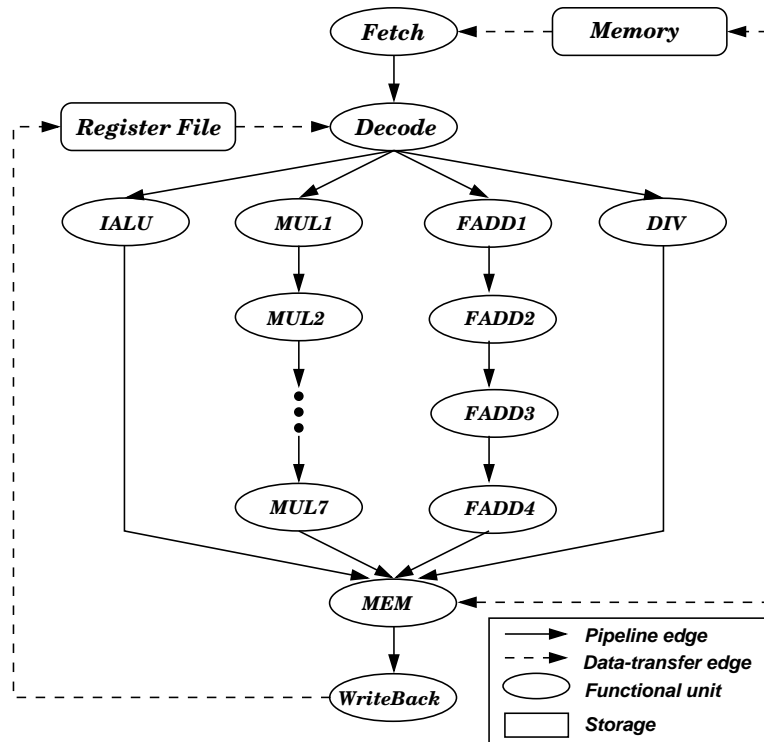 Fetch
Memory
Register File
Decode
IALU
MUL1
FADD1
DIV
MUL2
FADD2
FADD3
MUL7
FADD4
MEM
WriteBack
Pipeline edge
Data-transfer edge
Functional unit
Storage